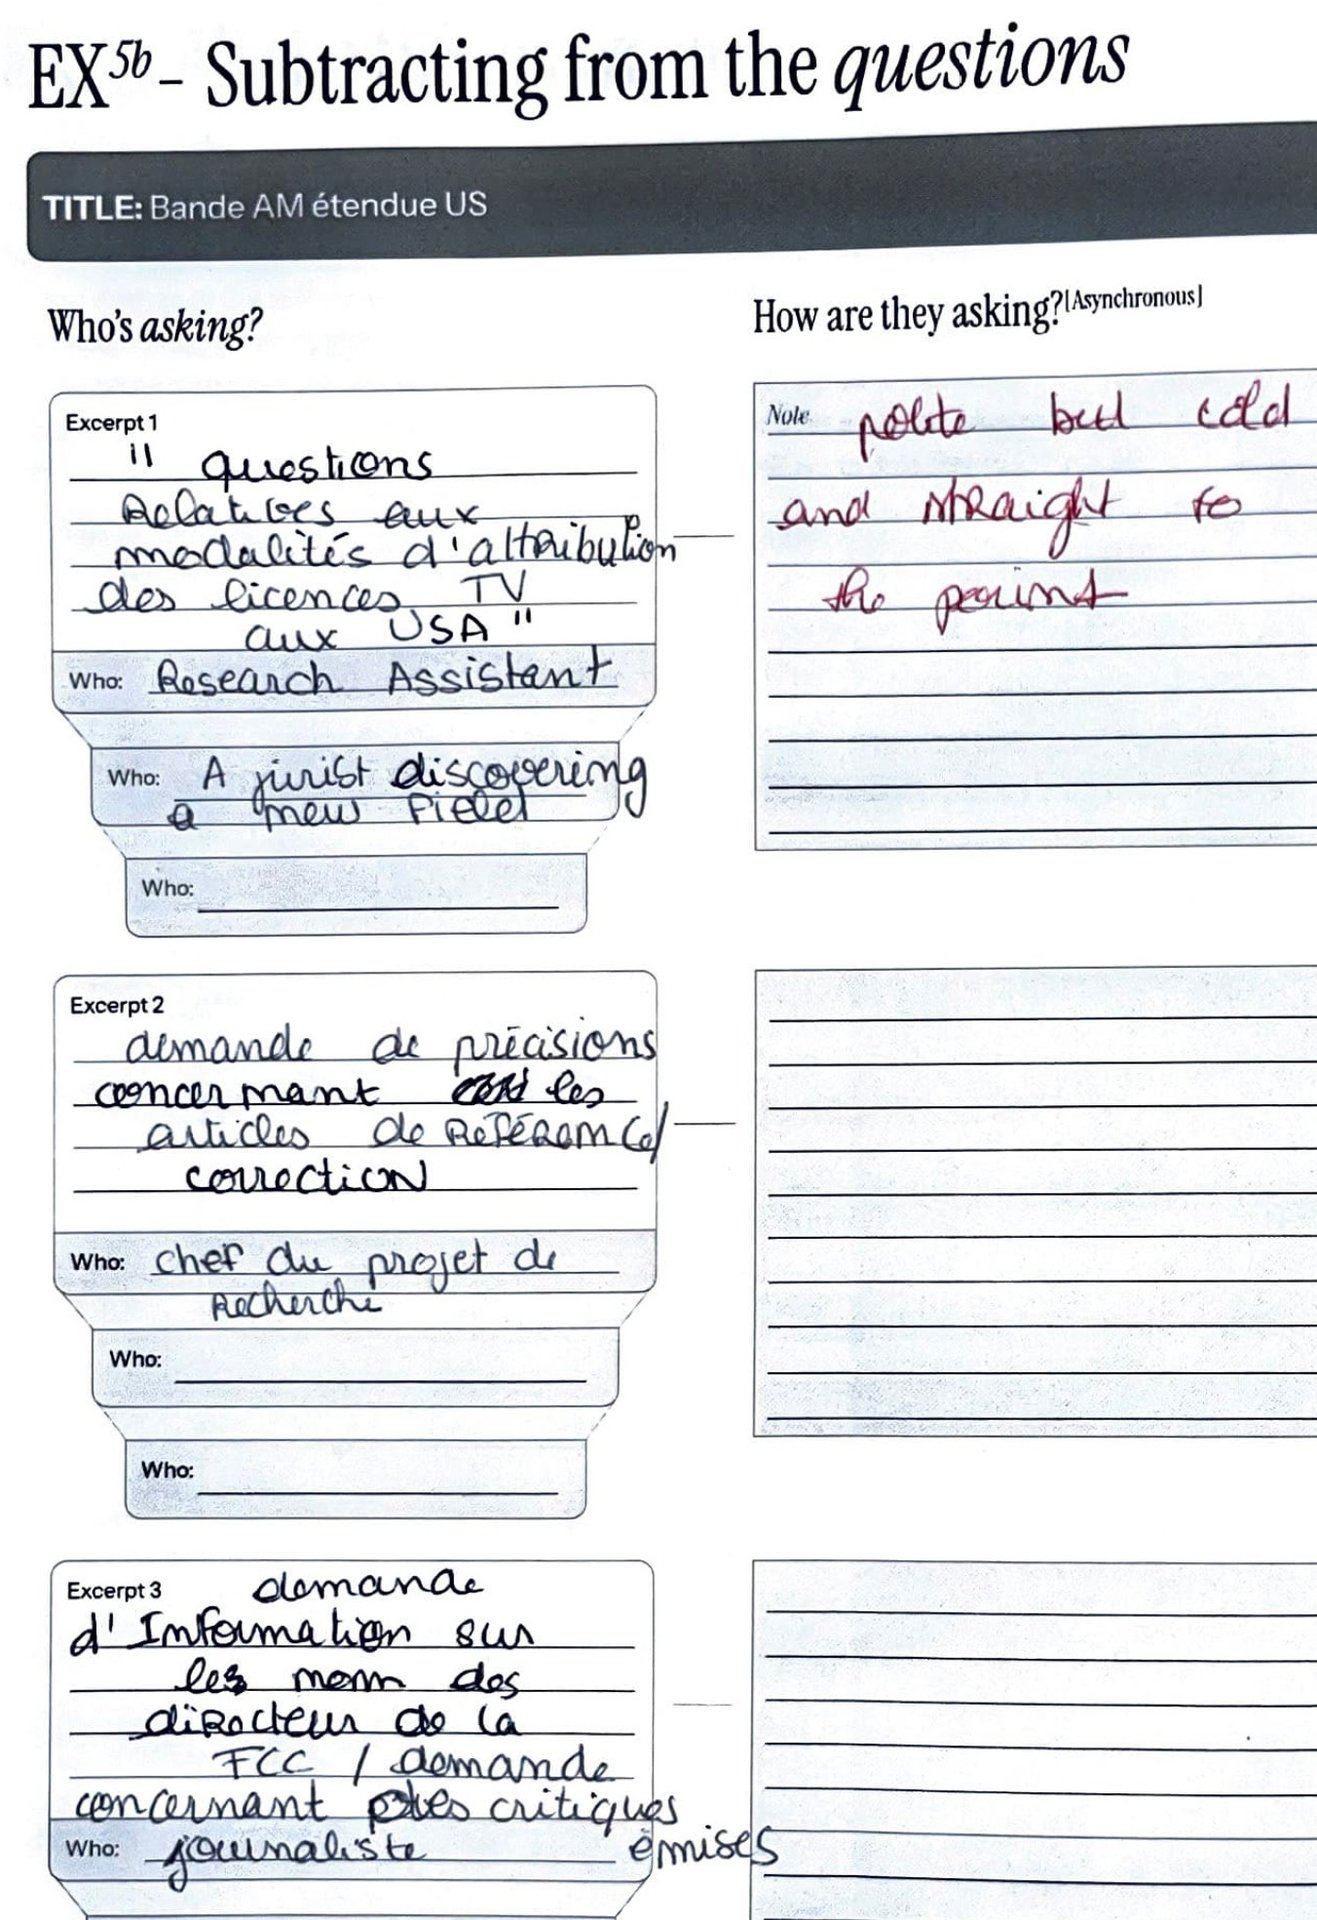 EX5b – Subtracting from the questions
TITLE: Bande AM étendue US
Who's asking?
How are they asking?[Asynchronous]
Excerpt 1
" questions
Relatives aux
modalités d'attribution
des licences TV
aux USA"
Who: Research Assistant
Who: A jurist discovering
a new field
Who:
Note polite but cold
and straight to
the point
Excerpt 2
demande de précisions
concernant les
articles de Référence/
correction
Who: chef du projet de
Recherche
Who:
Who:
Excerpt 3 demande
d'Information sur
les nom des
diRecteur de la
FCC / demande
concernant les critiques
émises
Who: journaliste